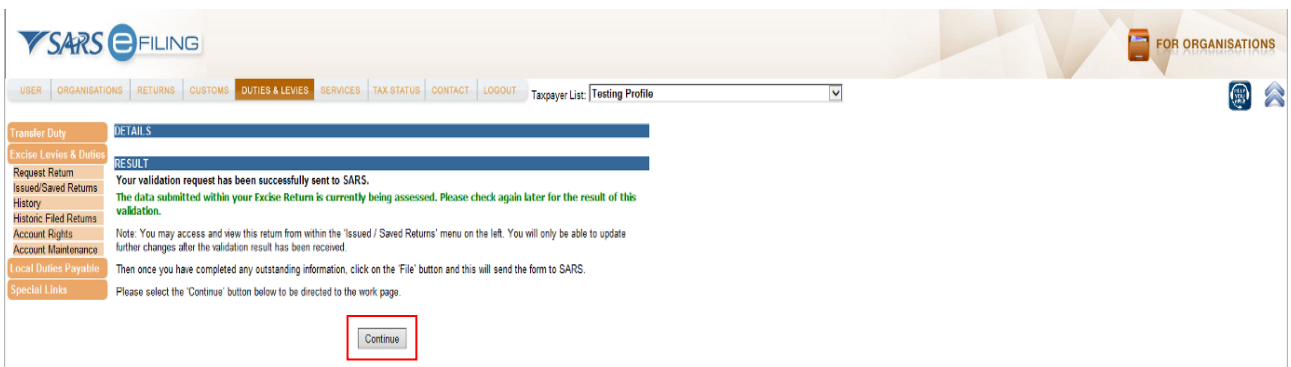 SARS e FILING
FOR ORGANISATIONS
USER ORGANISATIONS RETURNS CUSTOMS DUTIES & LEVIES SERVICES TAX STATUS CONTACT LOGOUT Taxpayer List: Testing Profile
HELP YOU
Transfer Duty
Excise Levies & Duties
Request Return
Issued/Saved Returns
History
Historic Filed Returns
Account Rights
Account Maintenance
Local Duties Payable
Special Links
DETAILS
RESULT
Your validation request has been successfully sent to SARS.
The data submitted within your Excise Return is currently being assessed. Please check again later for the result of this
validation.
Note: You may access and view this return from within the 'Issued / Saved Returns' menu on the left. You will only be able to update
further changes after the validation result has been received.
Then once you have completed any outstanding information, click on the 'File' button and this will send the form to SARS.
Please select the 'Continue' button below to be directed to the work page.
Continue